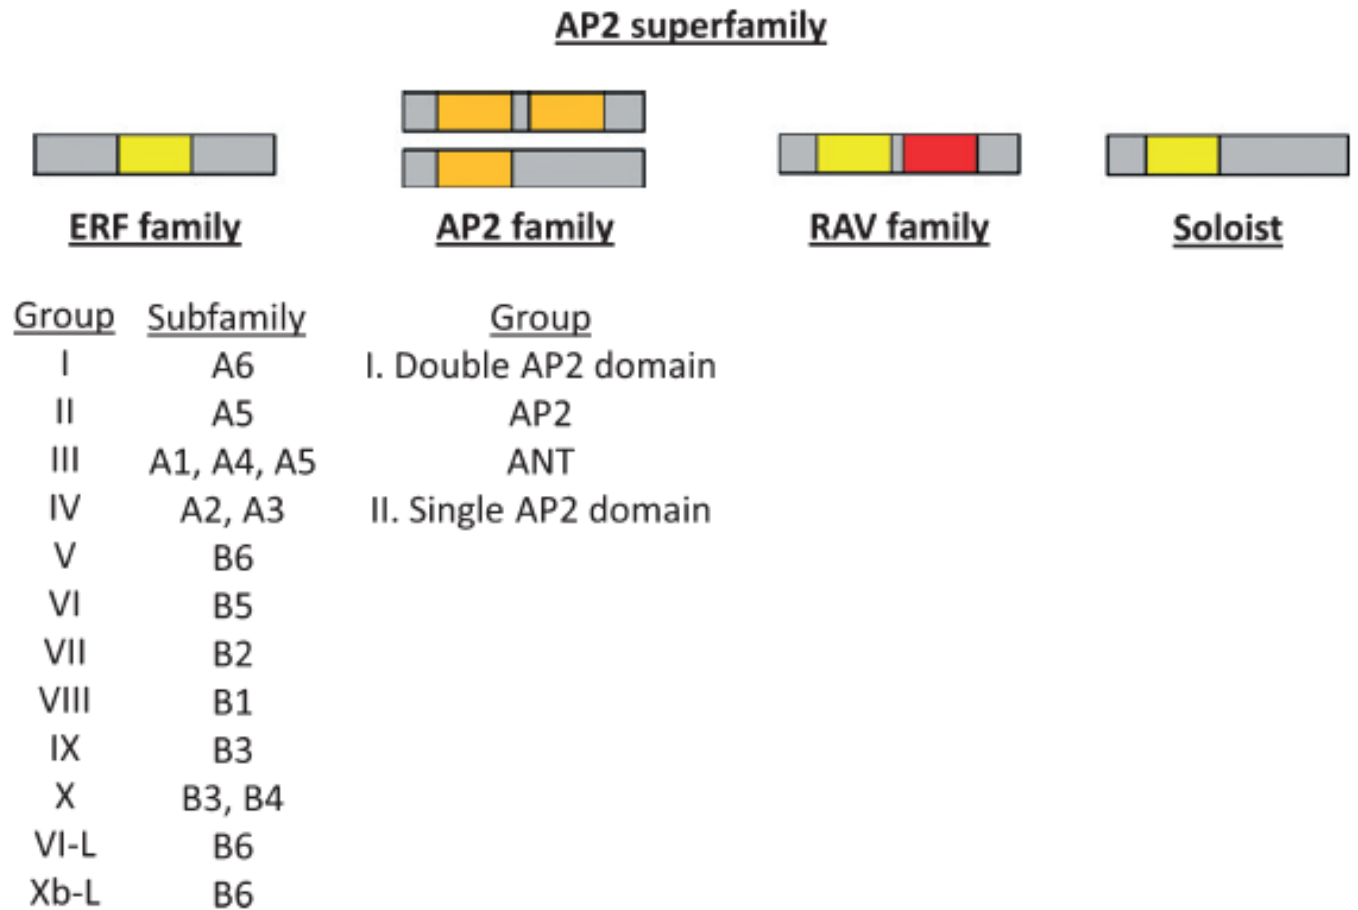 AP2 superfamily
ERF family AP2 family RAV family Soloist
Group Subfamily Group
I A6 I. Double AP2 domain
II A5 AP2
III A1, A4, A5 ANT
IV A2, A3 II. Single AP2 domain
V B6
VI B5
VII B2
VIII B1
IX B3
X B3, B4
VI-L B6
Xb-L B6